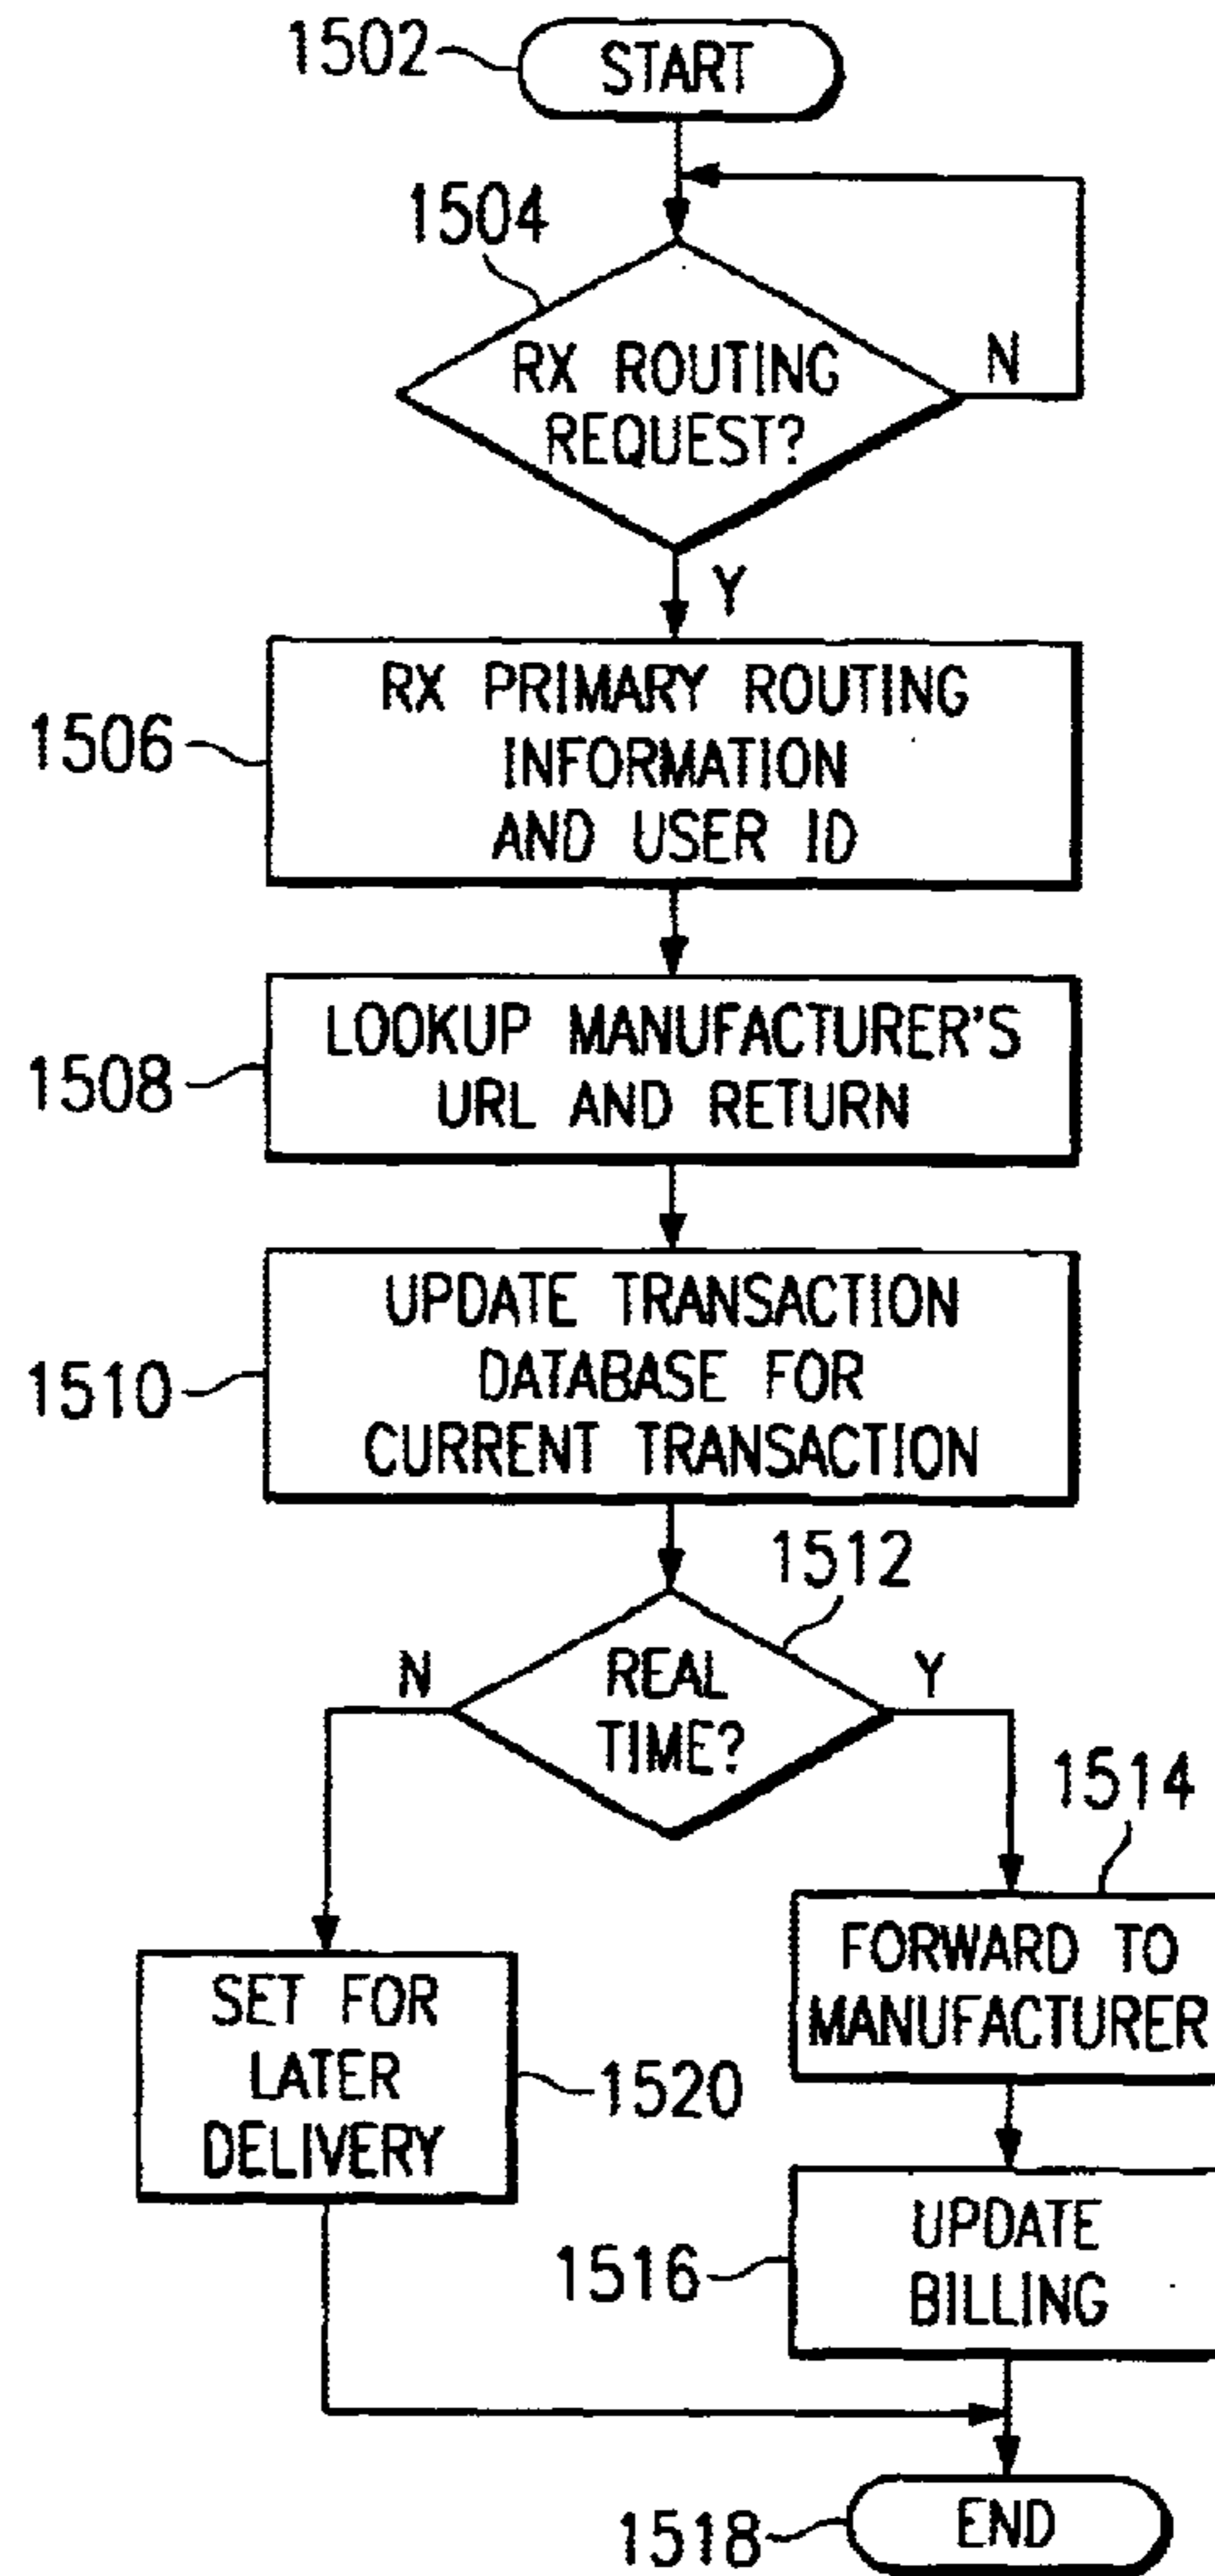 1502
START
1504
RX ROUTING
REQUEST?
N
Y
1506
RX PRIMARY ROUTING
INFORMATION
AND USER ID
1508
LOOKUP MANUFACTURER'S
URL AND RETURN
1510
UPDATE TRANSACTION
DATABASE FOR
CURRENT TRANSACTION
1512
N
REAL
TIME?
Y
1514
FORWARD TO
MANUFACTURER
SET FOR
LATER
DELIVERY
1520
1516
UPDATE
BILLING
1518
END